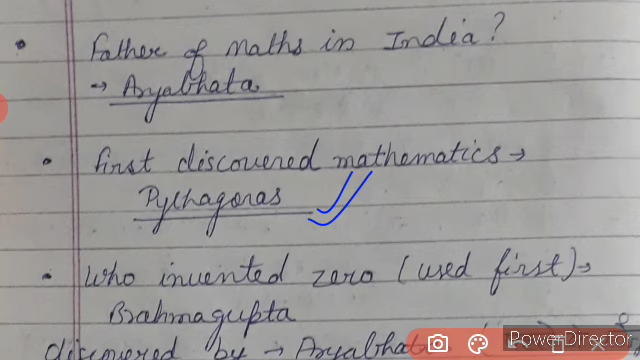 Father of maths in India?
→ Aryabhata
First discovered mathematics →
Pythagoras
Who invented zero (used first) →
Brahmagupta
discovered by → Aryabhata
PowerDirector